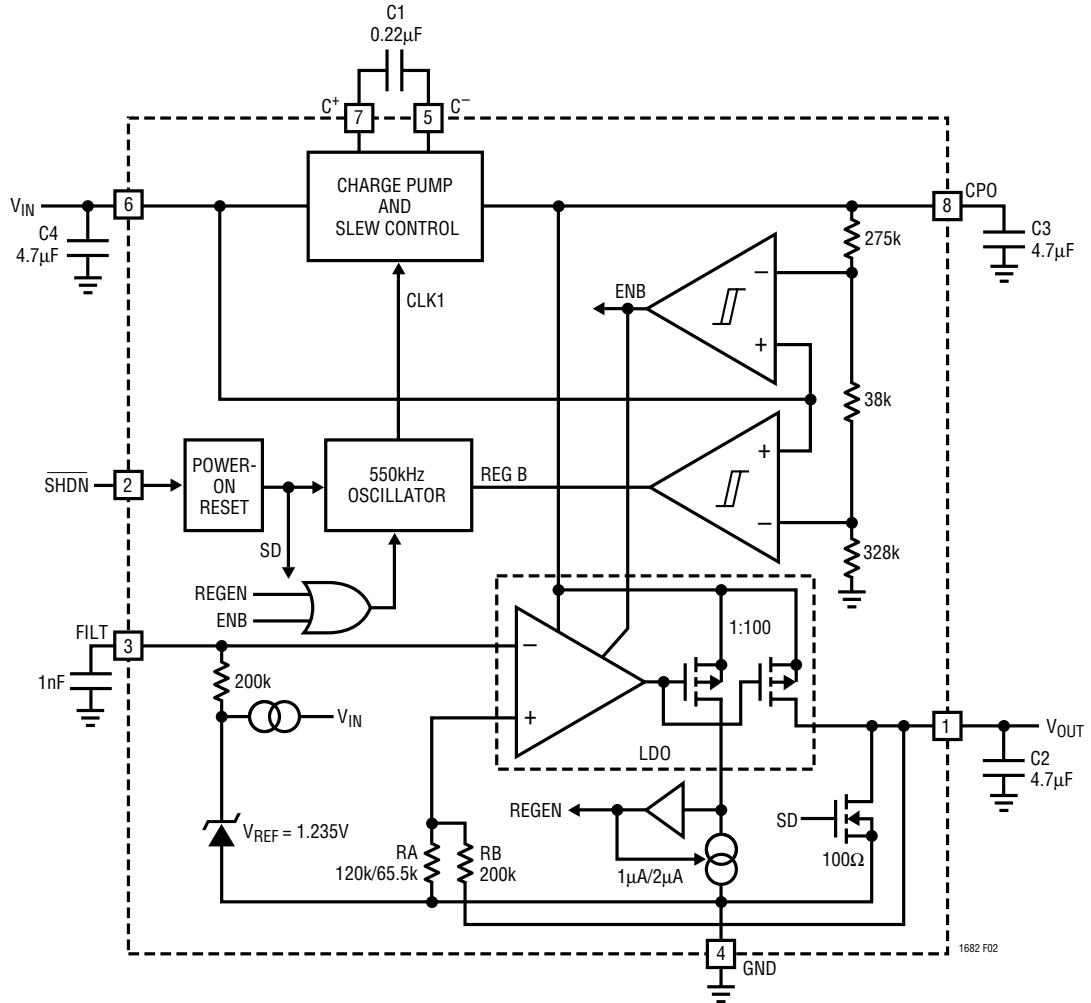 C1
0.22µF
C+
7
5
C−
CHARGE PUMP
AND
SLEW CONTROL
VIN
6
C4
4.7µF
8
CPO
C3
4.7µF
275k
−
+
ENB
CLK1
38k
SHDN
2
POWER-
ON
RESET
550kHz
OSCILLATOR
REG B
+
−
328k
SD
REGEN
ENB
FILT
3
1nF
200k
VIN
−
+
1:100
LDO
1
VOUT
C2
4.7µF
REGEN
SD
100Ω
VREF = 1.235V
RA
120k/65.5k
RB
200k
1µA/2µA
4
GND
1682 F02